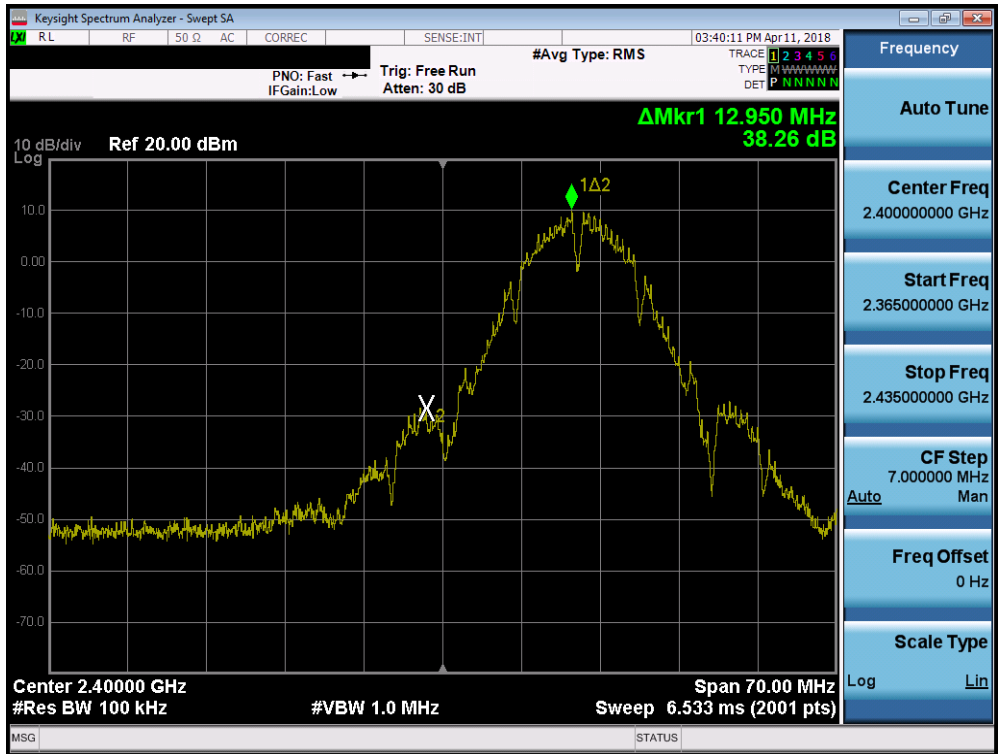 Keysight Spectrum Analyzer - Swept SA
LXI RL RF 50 Ω AC CORREC SENSE:INT 03:40:11 PM Apr 11, 2018
#Avg Type: RMS
TRACE 1 2 3 4 5 6
TYPE M WWWWW
DET P N N N N N
PNO: Fast
IFGain:Low
Trig: Free Run
Atten: 30 dB
ΔMkr1 12.950 MHz
38.26 dB
10 dB/div
Log
Ref 20.00 dBm
1Δ2
10.0
0.00
-10.0
-20.0
-30.0
X2
-40.0
-50.0
-60.0
-70.0
Center 2.40000 GHz
Span 70.00 MHz
#Res BW 100 kHz
#VBW 1.0 MHz
Sweep 6.533 ms (2001 pts)
MSG
STATUS
Frequency
Auto Tune
Center Freq
2.400000000 GHz
Start Freq
2.365000000 GHz
Stop Freq
2.435000000 GHz
CF Step
7.000000 MHz
Auto Man
Freq Offset
0 Hz
Scale Type
Log Lin